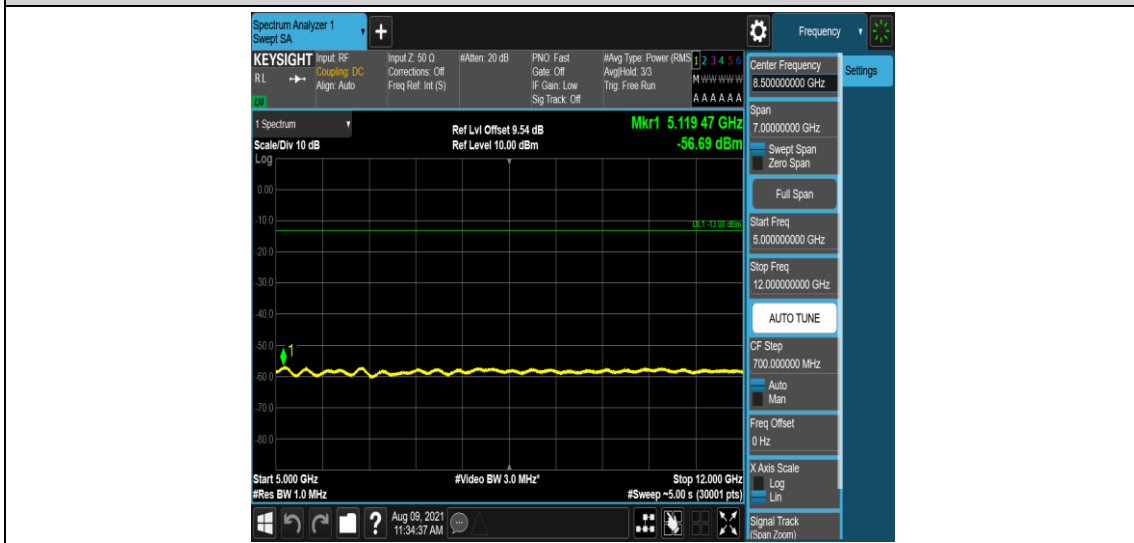 Spectrum Analyzer 1
Swept SA
+
Frequency
KEYSIGHT
RL
LXI
Input: RF
Coupling: DC
Align: Auto
Input Z: 50 Ω
Corrections: Off
Freq Ref: Int (S)
#Atten: 20 dB
PNO: Fast
Gate: Off
IF Gain: Low
Sig Track: Off
#Avg Type: Power (RMS
Avg|Hold: 3/3
Trig: Free Run
1 2 3 4 5 6
M W W W W W
A A A A A A
1 Spectrum
Scale/Div 10 dB
Ref Lvl Offset 9.54 dB
Ref Level 10.00 dBm
Mkr1 5.119 47 GHz
-56.69 dBm
Log
0.00
-10.0
DL1 -13.00 dBm
-20.0
-30.0
-40.0
-50.0
1
-60.0
-70.0
-80.0
Start 5.000 GHz
#Res BW 1.0 MHz
#Video BW 3.0 MHz*
Stop 12.000 GHz
#Sweep ~5.00 s (30001 pts)
?
Aug 09, 2021
11:34:37 AM
Center Frequency
8.500000000 GHz
Settings
Span
7.00000000 GHz
Swept Span
Zero Span
Full Span
Start Freq
5.000000000 GHz
Stop Freq
12.000000000 GHz
AUTO TUNE
CF Step
700.000000 MHz
Auto
Man
Freq Offset
0 Hz
X Axis Scale
Log
Lin
Signal Track
(Span Zoom)